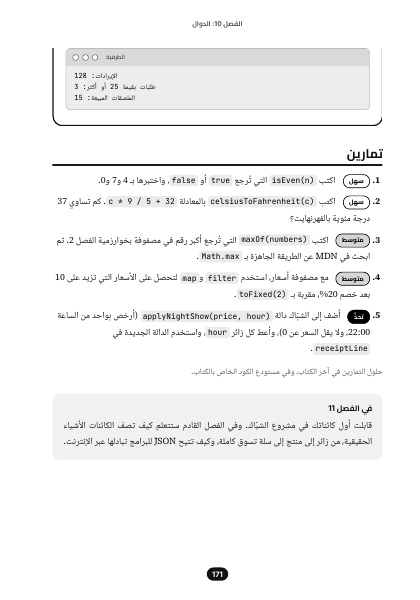 الفصل 10: الدوال
الطرفية
الإيرادات: 128
طلبات بقيمة 25 أو أكثر: 3
الملصقات المبيعة: 15
تمارين
1. سهل اكتب isEven(n) التي تُرجع true أو false، واختبرها بـ 4 و7 و0.
2. سهل اكتب celsiusToFahrenheit(c) بالمعادلة c * 9 / 5 + 32. كم تساوي 37
درجة مئوية بالفهرنهايت؟
3. متوسط اكتب maxOf(numbers) التي تُرجع أكبر رقم في مصفوفة بخوارزمية الفصل 2. ثم
ابحث في MDN عن الطريقة الجاهزة بـ Math.max.
4. متوسط مع مصفوفة أسعار، استخدم filter و map لتحصل على الأسعار التي تزيد على 10
بعد خصم 20%، مقربة بـ toFixed(2).
5. تحدٍّ أضف إلى الشبّاك دالة applyNightShow(price, hour) (أرخص بواحد من الساعة
22:00، ولا يقل السعر عن 0)، وأعط كل زائر hour، واستخدم الدالة الجديدة في
receiptLine.
حلول التمارين في آخر الكتاب، وفي مستودع الكود الخاص بالكتاب.
في الفصل 11
قابلت أول كائناتك في مشروع الشبّاك. وفي الفصل القادم ستتعلم كيف تصف الكائنات الأشياء
الحقيقية، من زائر إلى منتج إلى سلة تسوق كاملة، وكيف تتيح JSON للبرامج تبادلها عبر الإنترنت.
171